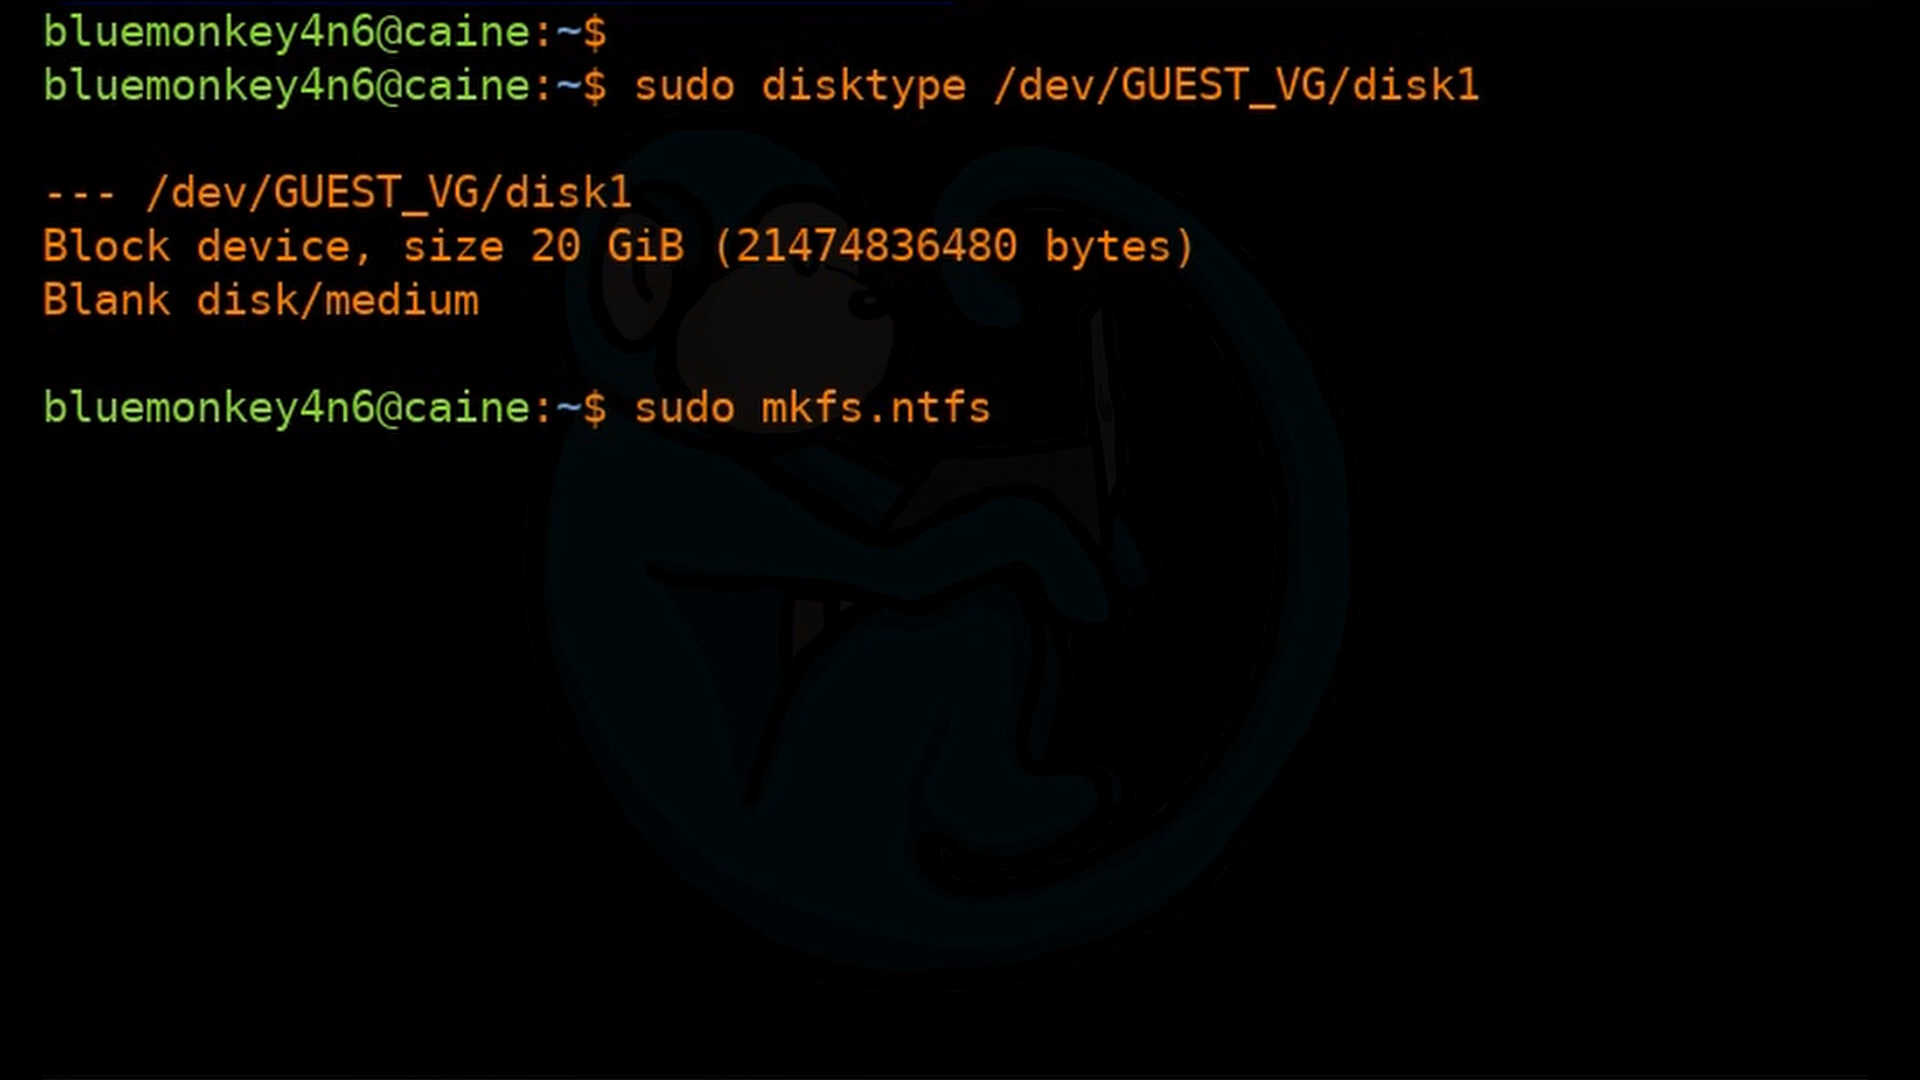 bluemonkey4n6@caine:~$
bluemonkey4n6@caine:~$ sudo disktype /dev/GUEST_VG/disk1
--- /dev/GUEST_VG/disk1
Block device, size 20 GiB (21474836480 bytes)
Blank disk/medium
bluemonkey4n6@caine:~$ sudo mkfs.ntfs